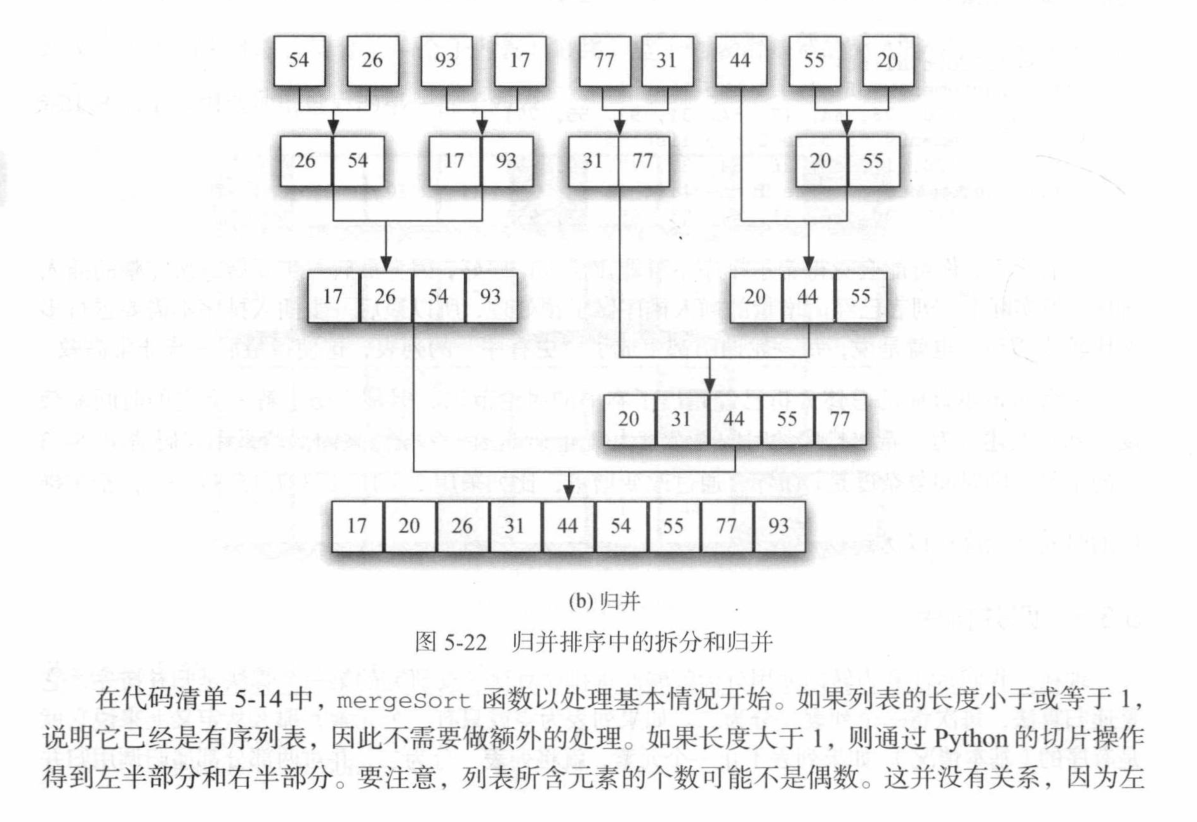 54 26 93 17 77 31 44 55 20
26 54 17 93 31 77 20 55
17 26 54 93 20 44 55
20 31 44 55 77
17 20 26 31 44 54 55 77 93
(b) 归并
图 5-22 归并排序中的拆分和归并
在代码清单 5-14 中，mergeSort 函数以处理基本情况开始。如果列表的长度小于或等于 1，
说明它已经是有序列表，因此不需要做额外的处理。如果长度大于 1，则通过 Python 的切片操作
得到左半部分和右半部分。要注意，列表所含元素的个数可能不是偶数。这并没有关系，因为左